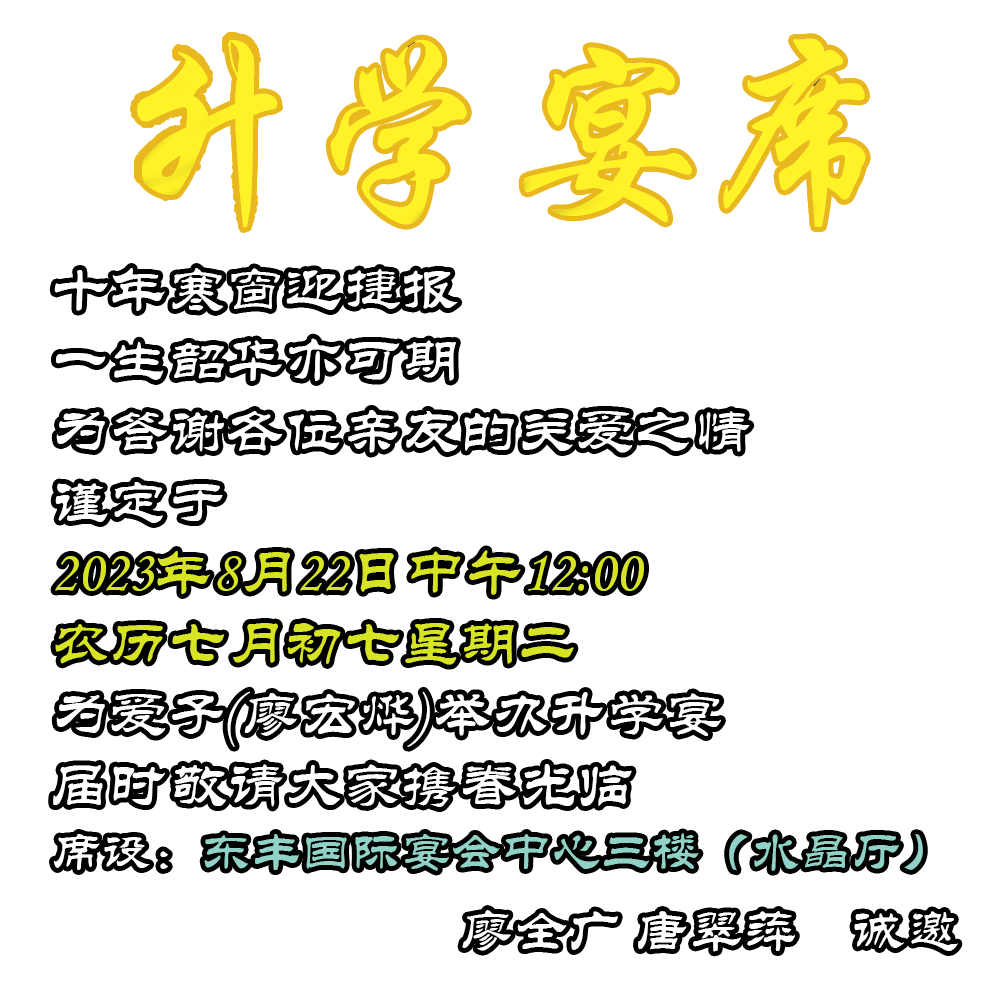 升学宴席
十年寒窗迎捷报
一生韶华亦可期
为答谢各位亲友的关爱之情
谨定于
2023年8月22日中午12:00
农历七月初七星期二
为爱子(廖宏烨)举办升学宴
届时敬请大家携眷光临
席设：东丰国际宴会中心三楼（水晶厅）
廖全广 唐翠萍 诚邀